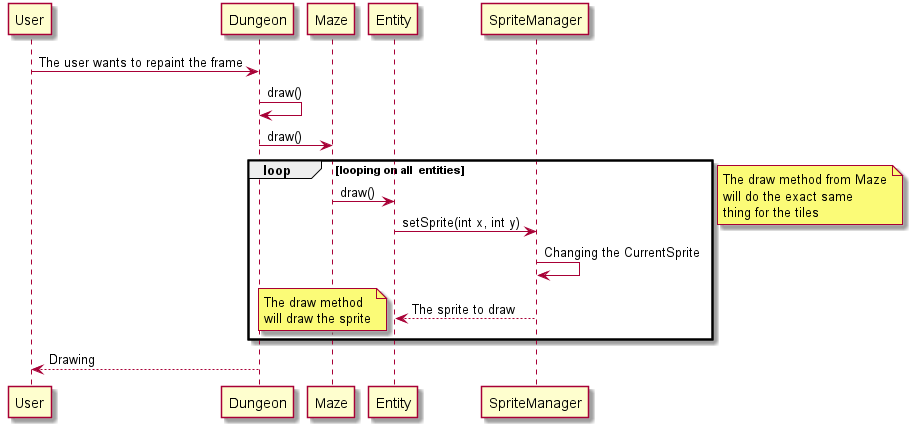 User
Dungeon
Maze
Entity
SpriteManager
The user wants to repaint the frame
draw()
draw()
loop
[looping on all  entities]
The draw method from Maze
will do the exact same
thing for the tiles
draw()
setSprite(int x, int y)
Changing the CurrentSprite
The draw method
will draw the sprite
The sprite to draw
Drawing
User
Dungeon
Maze
Entity
SpriteManager